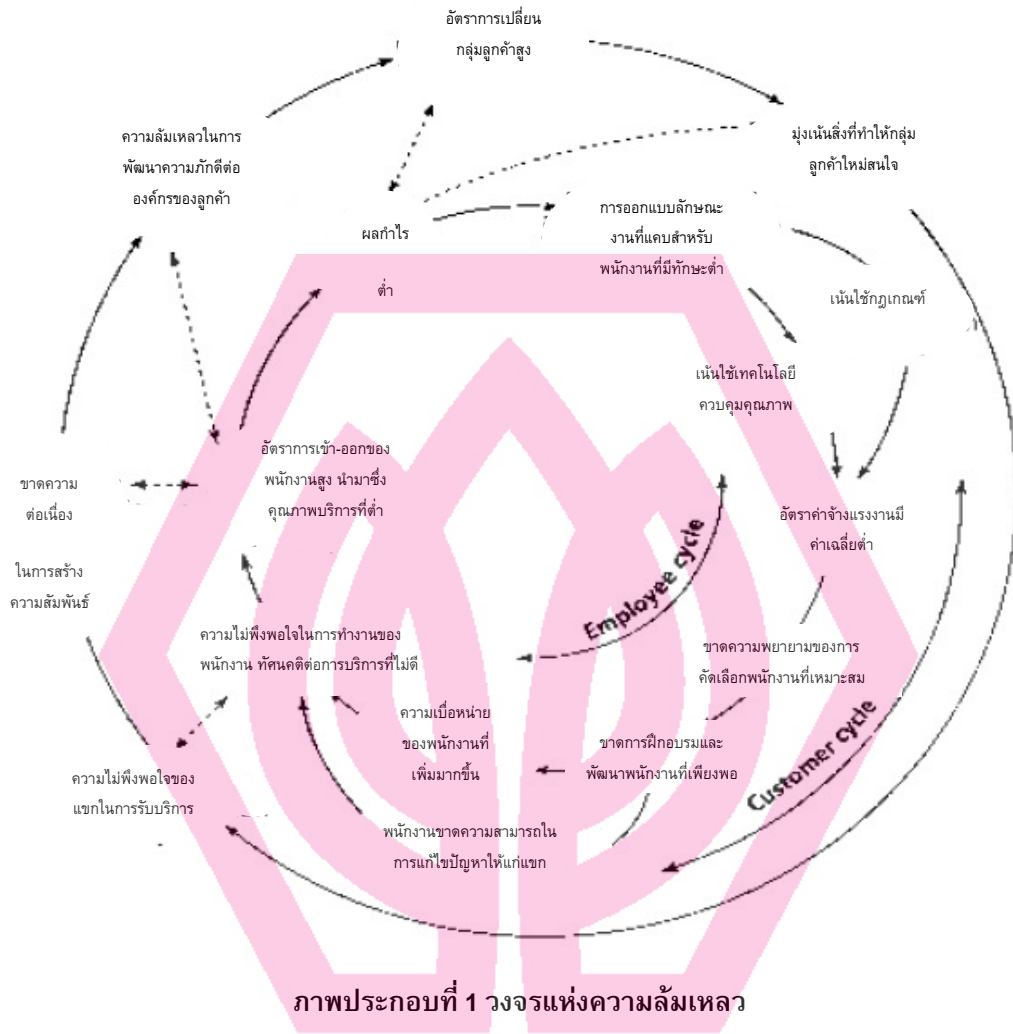 อัตราการเปลี่ยน
กลุ่มลูกค้าสูง
ความล้มเหลวในการ
พัฒนาความภักดีต่อ
องค์กรของลูกค้า
มุ่งเน้นสิ่งที่ทำให้กลุ่ม
ลูกค้าใหม่สนใจ
ผลกำไร
ต่ำ
การออกแบบลักษณะ
งานที่แคบสำหรับ
พนักงานที่มีทักษะต่ำ
เน้นใช้กฎเกณฑ์
เน้นใช้เทคโนโลยี
ควบคุมคุณภาพ
อัตราการเข้า-ออกของ
พนักงานสูง นำมาซึ่ง
คุณภาพบริการที่ต่ำ
ขาดความ
ต่อเนื่อง
ในการสร้าง
ความสัมพันธ์
อัตราค่าจ้างแรงงานมี
ค่าเฉลี่ยต่ำ
Employee cycle
ความไม่พึงพอใจในการทำงานของ
พนักงาน ทัศนคติต่อการบริการที่ไม่ดี
ขาดความพยายามของการ
คัดเลือกพนักงานที่เหมาะสม
ความเบื่อหน่าย
ของพนักงานที่
เพิ่มมากขึ้น
ขาดการฝึกอบรมและ
พัฒนาพนักงานที่เพียงพอ
Customer cycle
ความไม่พึงพอใจของ
แขกในการรับบริการ
พนักงานขาดความสามารถใน
การแก้ไขปัญหาให้แก่แขก
ภาพประกอบที่ 1 วงจรแห่งความล้มเหลว